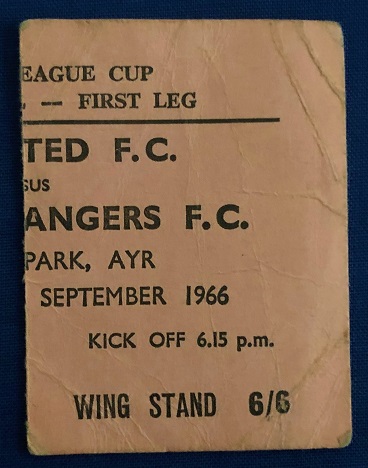 EAGUE CUP
. -- FIRST LEG
TED F.C.
SUS
ANGERS F.C.
PARK, AYR
SEPTEMBER 1966
KICK OFF 6.15 p.m.
WING STAND 6/6